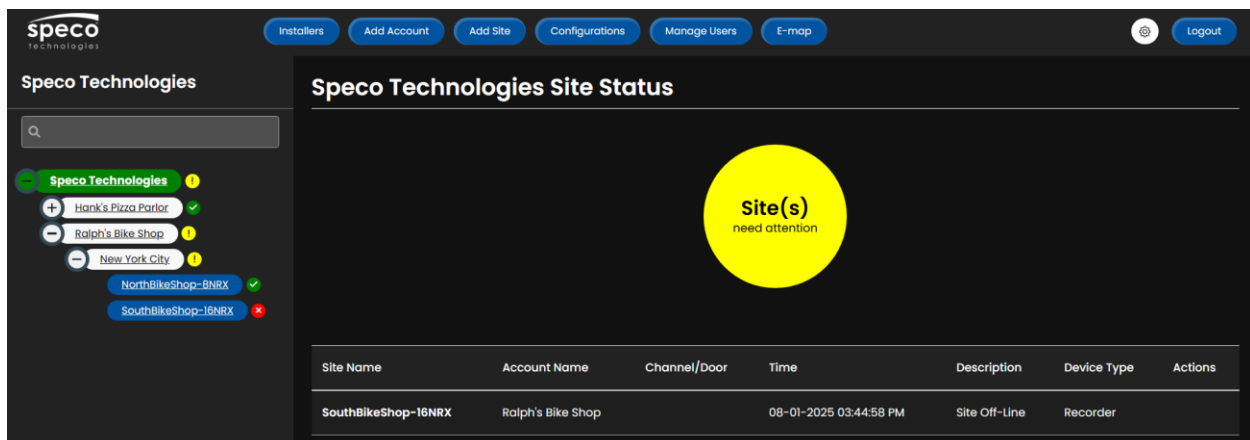 speco
technologies
Installers Add Account Add Site Configurations Manage Users E-map Logout
Speco Technologies
Speco Technologies Site Status
Speco Technologies
Hank's Pizza Parlor
Ralph's Bike Shop
New York City
NorthBikeShop-8NRX
SouthBikeShop-16NRX
Site(s)
need attention
Site Name Account Name Channel/Door Time Description Device Type Actions
SouthBikeShop-16NRX Ralph's Bike Shop 08-01-2025 03:44:58 PM Site Off-Line Recorder